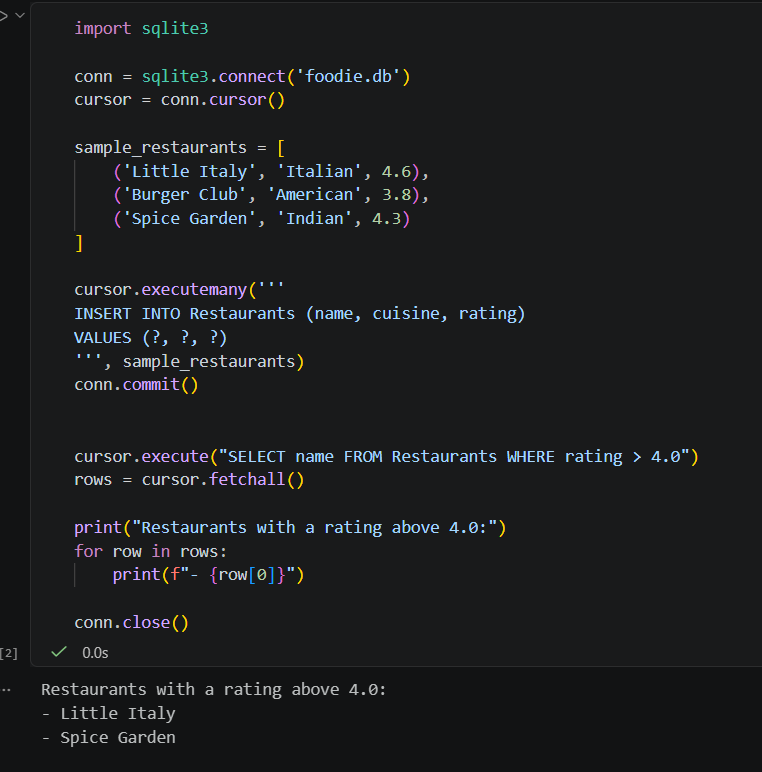 import sqlite3
conn = sqlite3.connect('foodie.db')
cursor = conn.cursor()
sample_restaurants = [
    ('Little Italy', 'Italian', 4.6),
    ('Burger Club', 'American', 3.8),
    ('Spice Garden', 'Indian', 4.3)
]
cursor.executemany('''
INSERT INTO Restaurants (name, cuisine, rating)
VALUES (?, ?, ?)
''', sample_restaurants)
conn.commit()
cursor.execute("SELECT name FROM Restaurants WHERE rating > 4.0")
rows = cursor.fetchall()
print("Restaurants with a rating above 4.0:")
for row in rows:
    print(f"- {row[0]}")
conn.close()
[2]
0.0s
Restaurants with a rating above 4.0:
- Little Italy
- Spice Garden